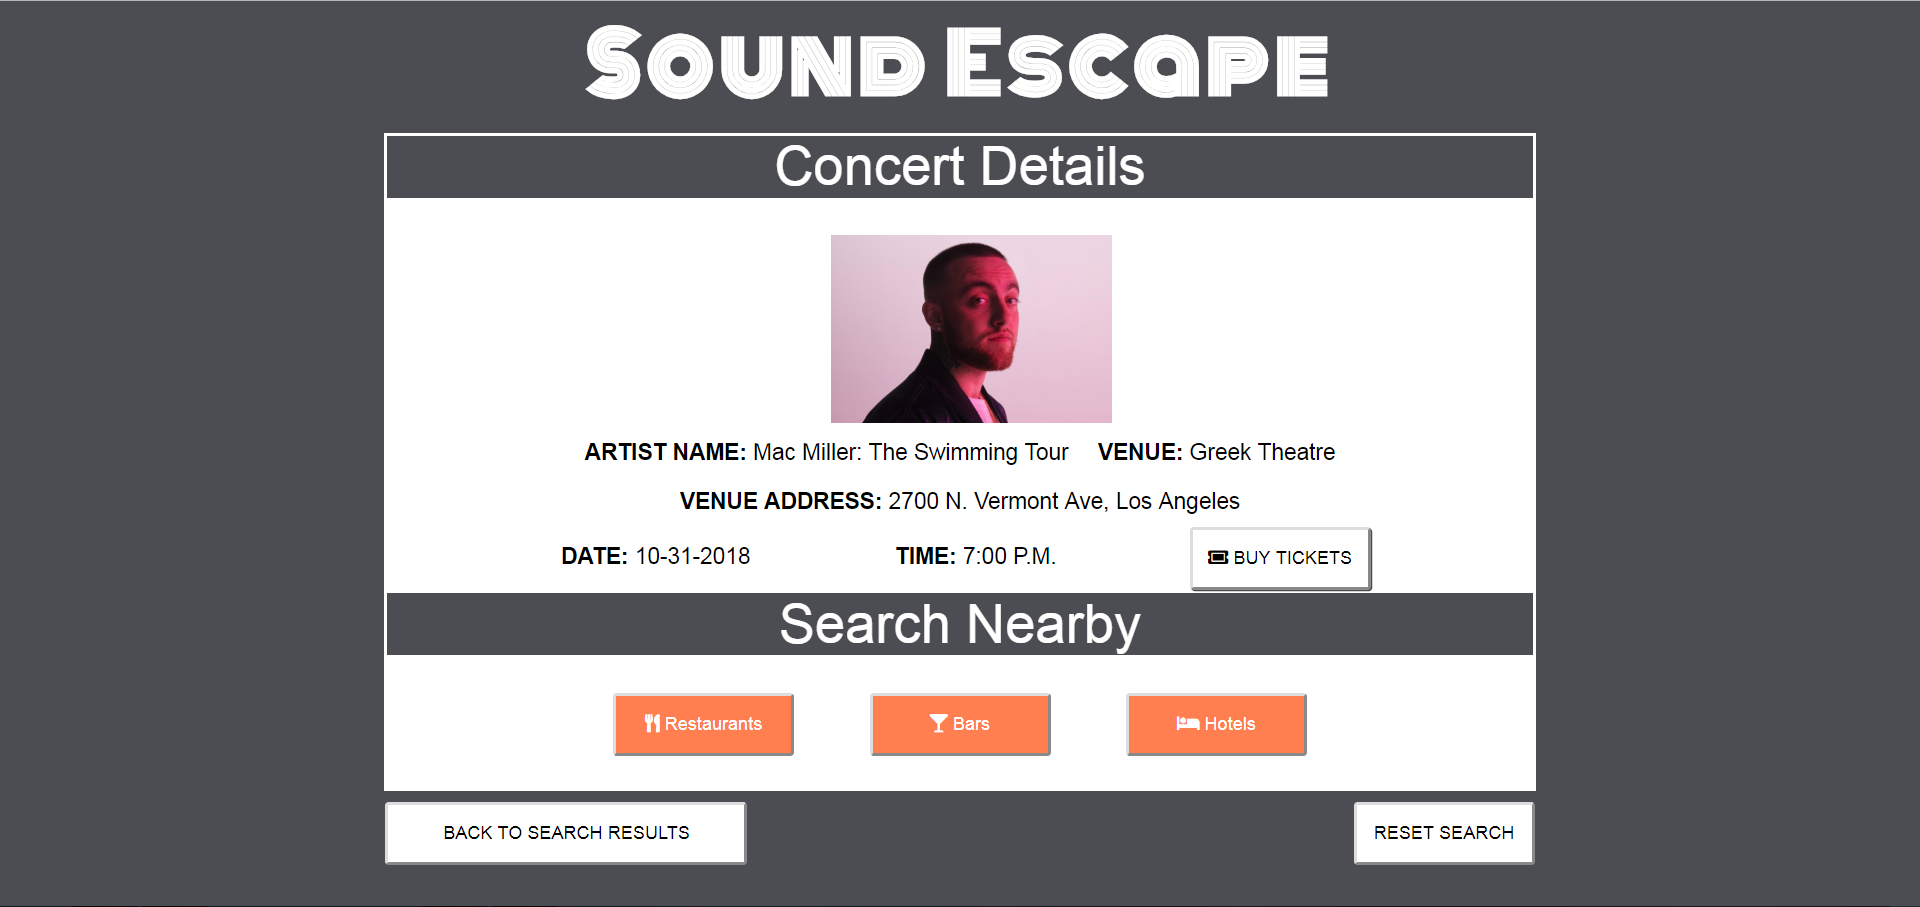 Sound Escape
Concert Details
ARTIST NAME: Mac Miller: The Swimming Tour VENUE: Greek Theatre
VENUE ADDRESS: 2700 N. Vermont Ave, Los Angeles
DATE: 10-31-2018 TIME: 7:00 P.M. BUY TICKETS
Search Nearby
Restaurants Bars Hotels
BACK TO SEARCH RESULTS RESET SEARCH